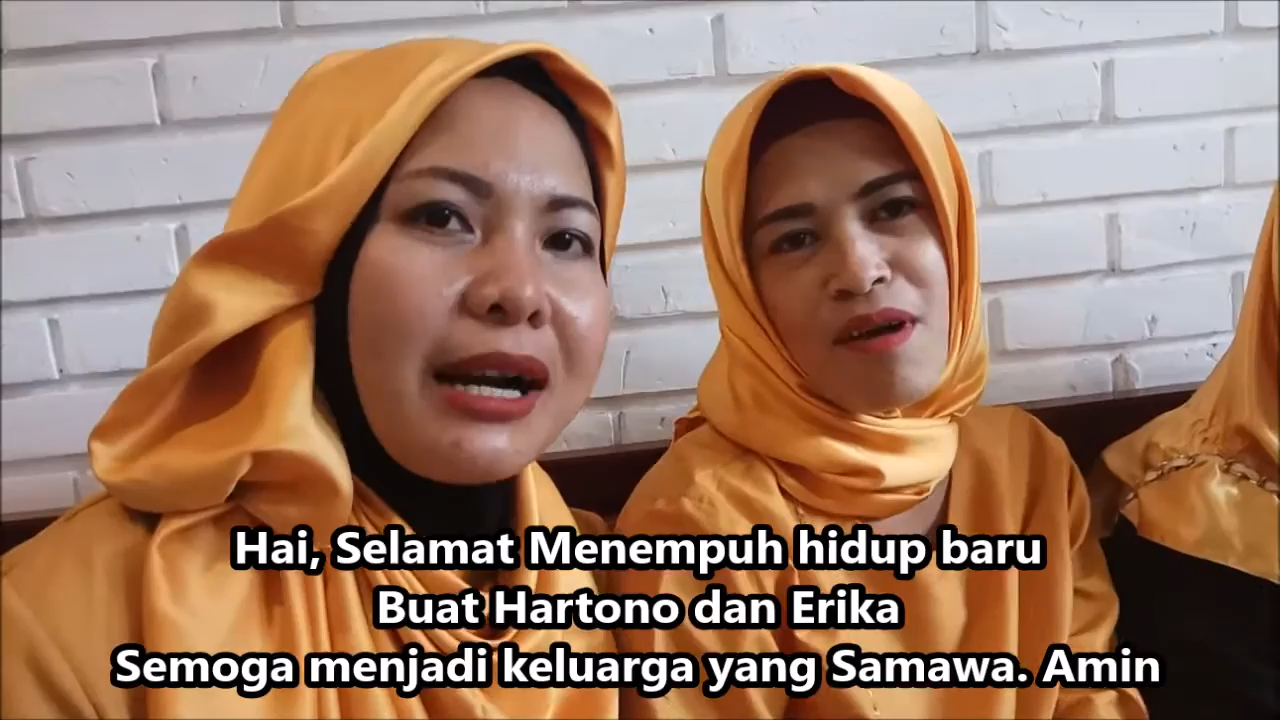 Hai, Selamat Menempuh hidup baru
Buat Hartono dan Erika
Semoga menjadi keluarga yang Samawa. Amin